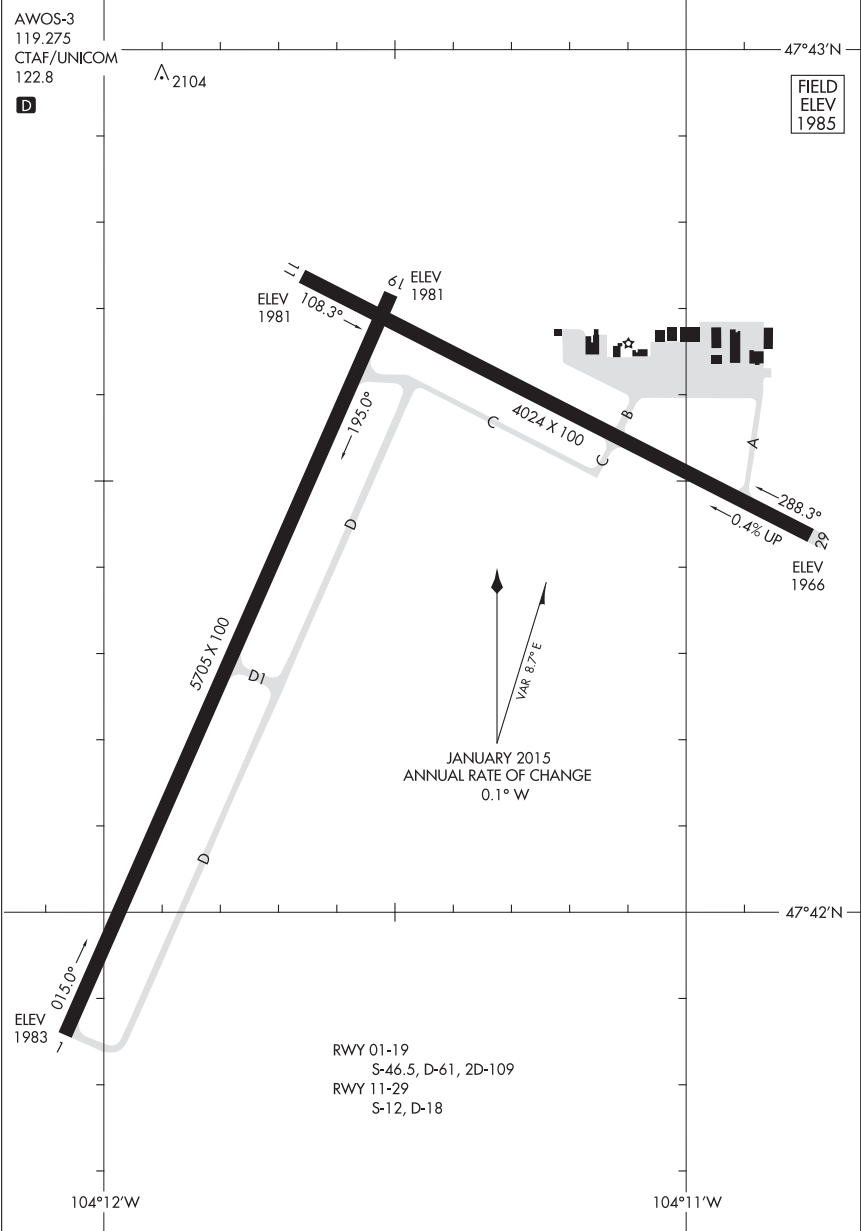 AWOS-3
119.275
CTAF/UNICOM
122.8
D
2104
47°43'N
FIELD
ELEV
1985
11
19
ELEV
1981
ELEV
1981
108.3°
195.0°
C
4024 X 100
B
C
A
288.3°
0.4% UP
29
ELEV
1966
D
5705 X 100
D1
VAR 8.7° E
JANUARY 2015
ANNUAL RATE OF CHANGE
0.1° W
D
47°42'N
015.0°
ELEV
1983
1
RWY 01-19
S-46.5, D-61, 2D-109
RWY 11-29
S-12, D-18
104°12'W
104°11'W